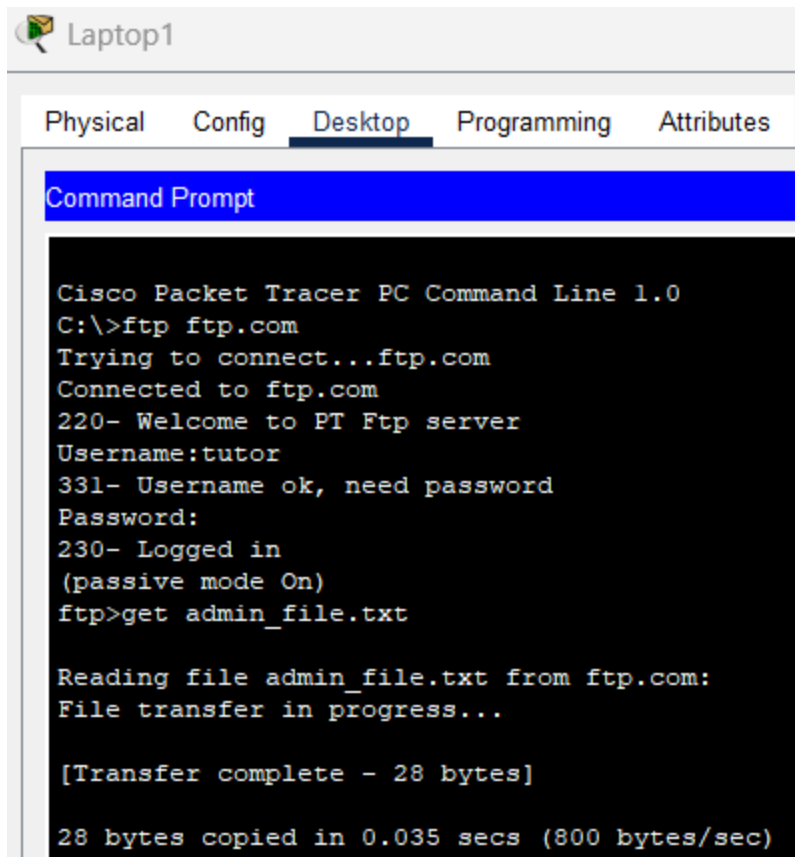 Laptop1
Physical Config Desktop Programming Attributes
Command Prompt
Cisco Packet Tracer PC Command Line 1.0
C:\>ftp ftp.com
Trying to connect...ftp.com
Connected to ftp.com
220- Welcome to PT Ftp server
Username:tutor
331- Username ok, need password
Password:
230- Logged in
(passive mode On)
ftp>get admin_file.txt
Reading file admin_file.txt from ftp.com:
File transfer in progress...
[Transfer complete - 28 bytes]
28 bytes copied in 0.035 secs (800 bytes/sec)